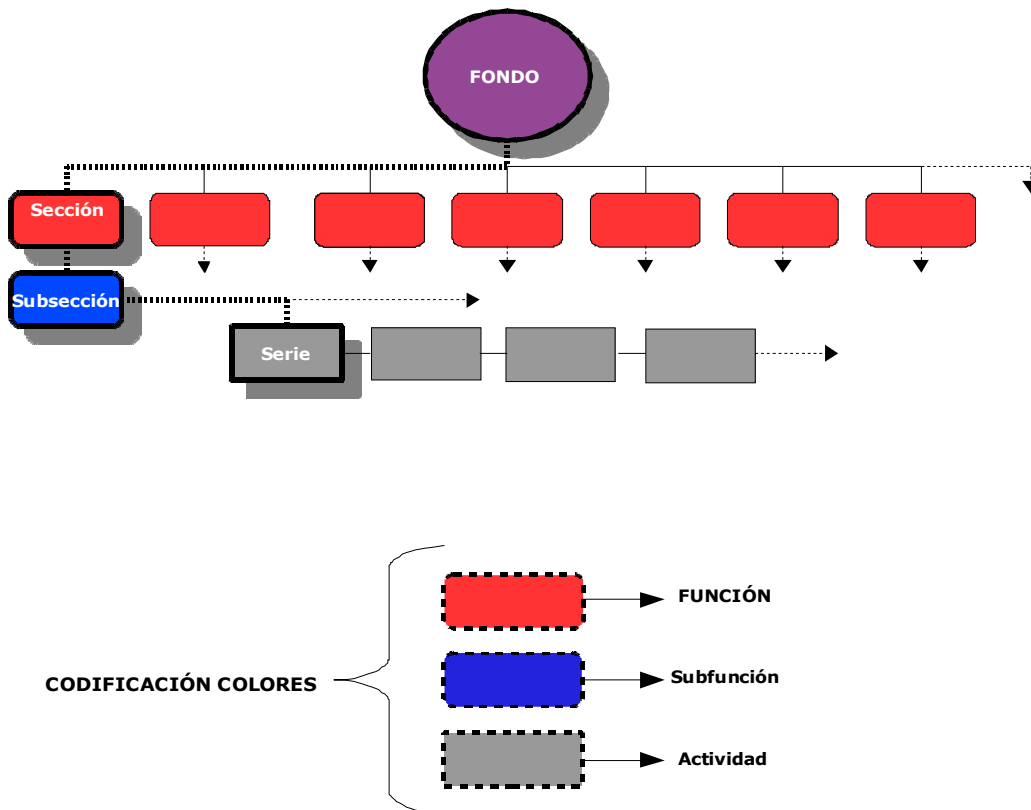 FONDO
Sección
Subsección
Serie
FUNCIÓN
CODIFICACIÓN COLORES
Subfunción
Actividad